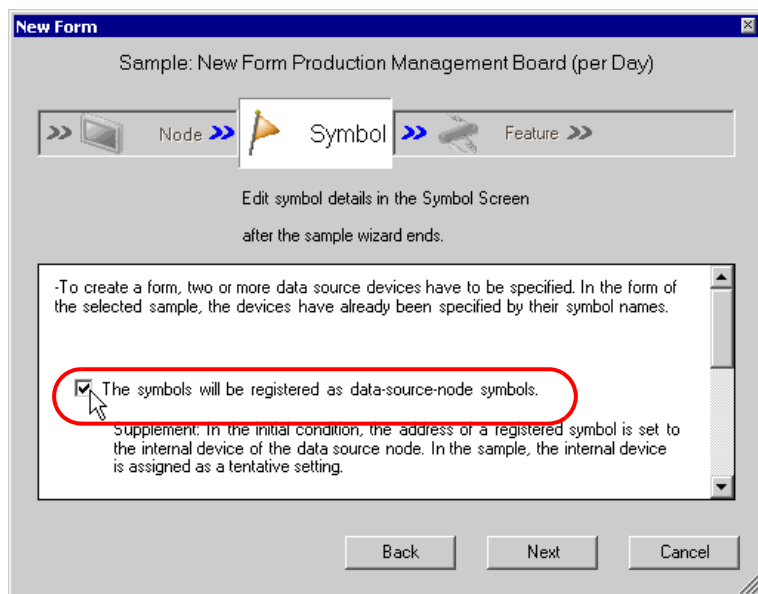 New Form
Sample: New Form Production Management Board (per Day)
>> Node >> Symbol >> Feature >>
Edit symbol details in the Symbol Screen
after the sample wizard ends.
-To create a form, two or more data source devices have to be specified. In the form of
the selected sample, the devices have already been specified by their symbol names.
The symbols will be registered as data-source-node symbols.
Supplement: In the initial condition, the address of a registered symbol is set to
the internal device of the data source node. In the sample, the internal device
is assigned as a tentative setting.
Back Next Cancel